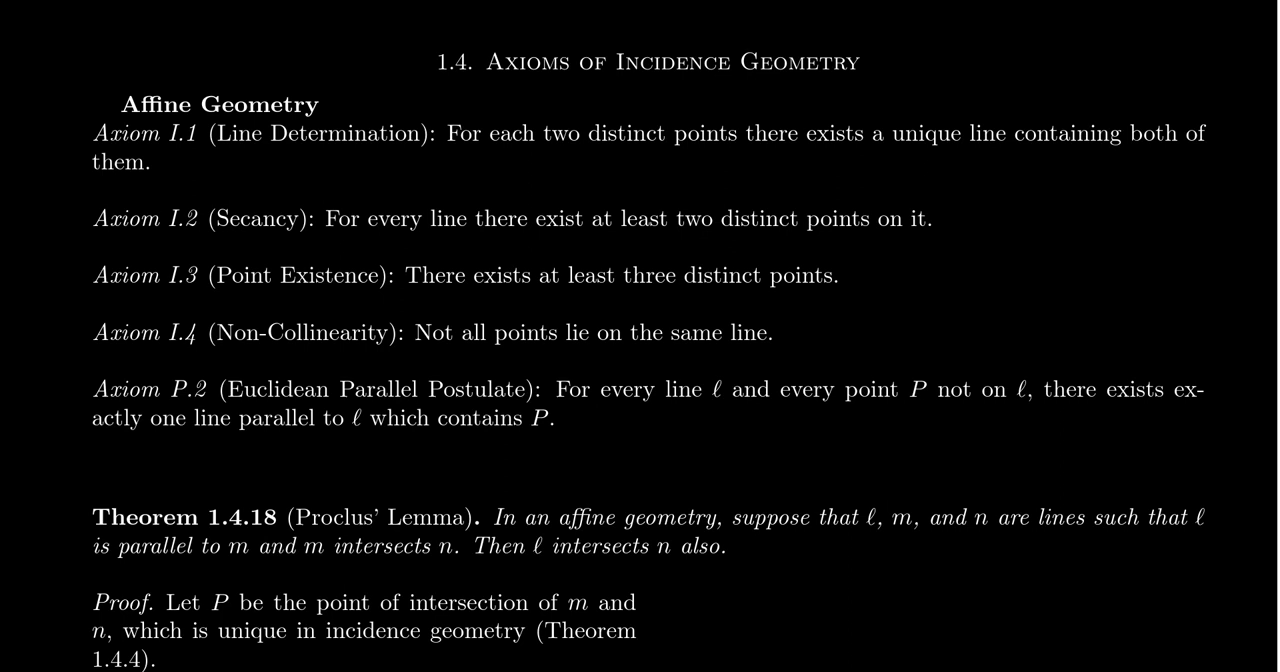 1.4. Axioms of Incidence Geometry
Affine Geometry
Axiom I.1 (Line Determination): For each two distinct points there exists a unique line containing both of
them.
Axiom I.2 (Secancy): For every line there exist at least two distinct points on it.
Axiom I.3 (Point Existence): There exists at least three distinct points.
Axiom I.4 (Non-Collinearity): Not all points lie on the same line.
Axiom P.2 (Euclidean Parallel Postulate): For every line ℓ and every point P not on ℓ, there exists ex-
actly one line parallel to ℓ which contains P.
Theorem 1.4.18 (Proclus' Lemma). In an affine geometry, suppose that ℓ, m, and n are lines such that ℓ
is parallel to m and m intersects n. Then ℓ intersects n also.
Proof. Let P be the point of intersection of m and
n, which is unique in incidence geometry (Theorem
1.4.4).